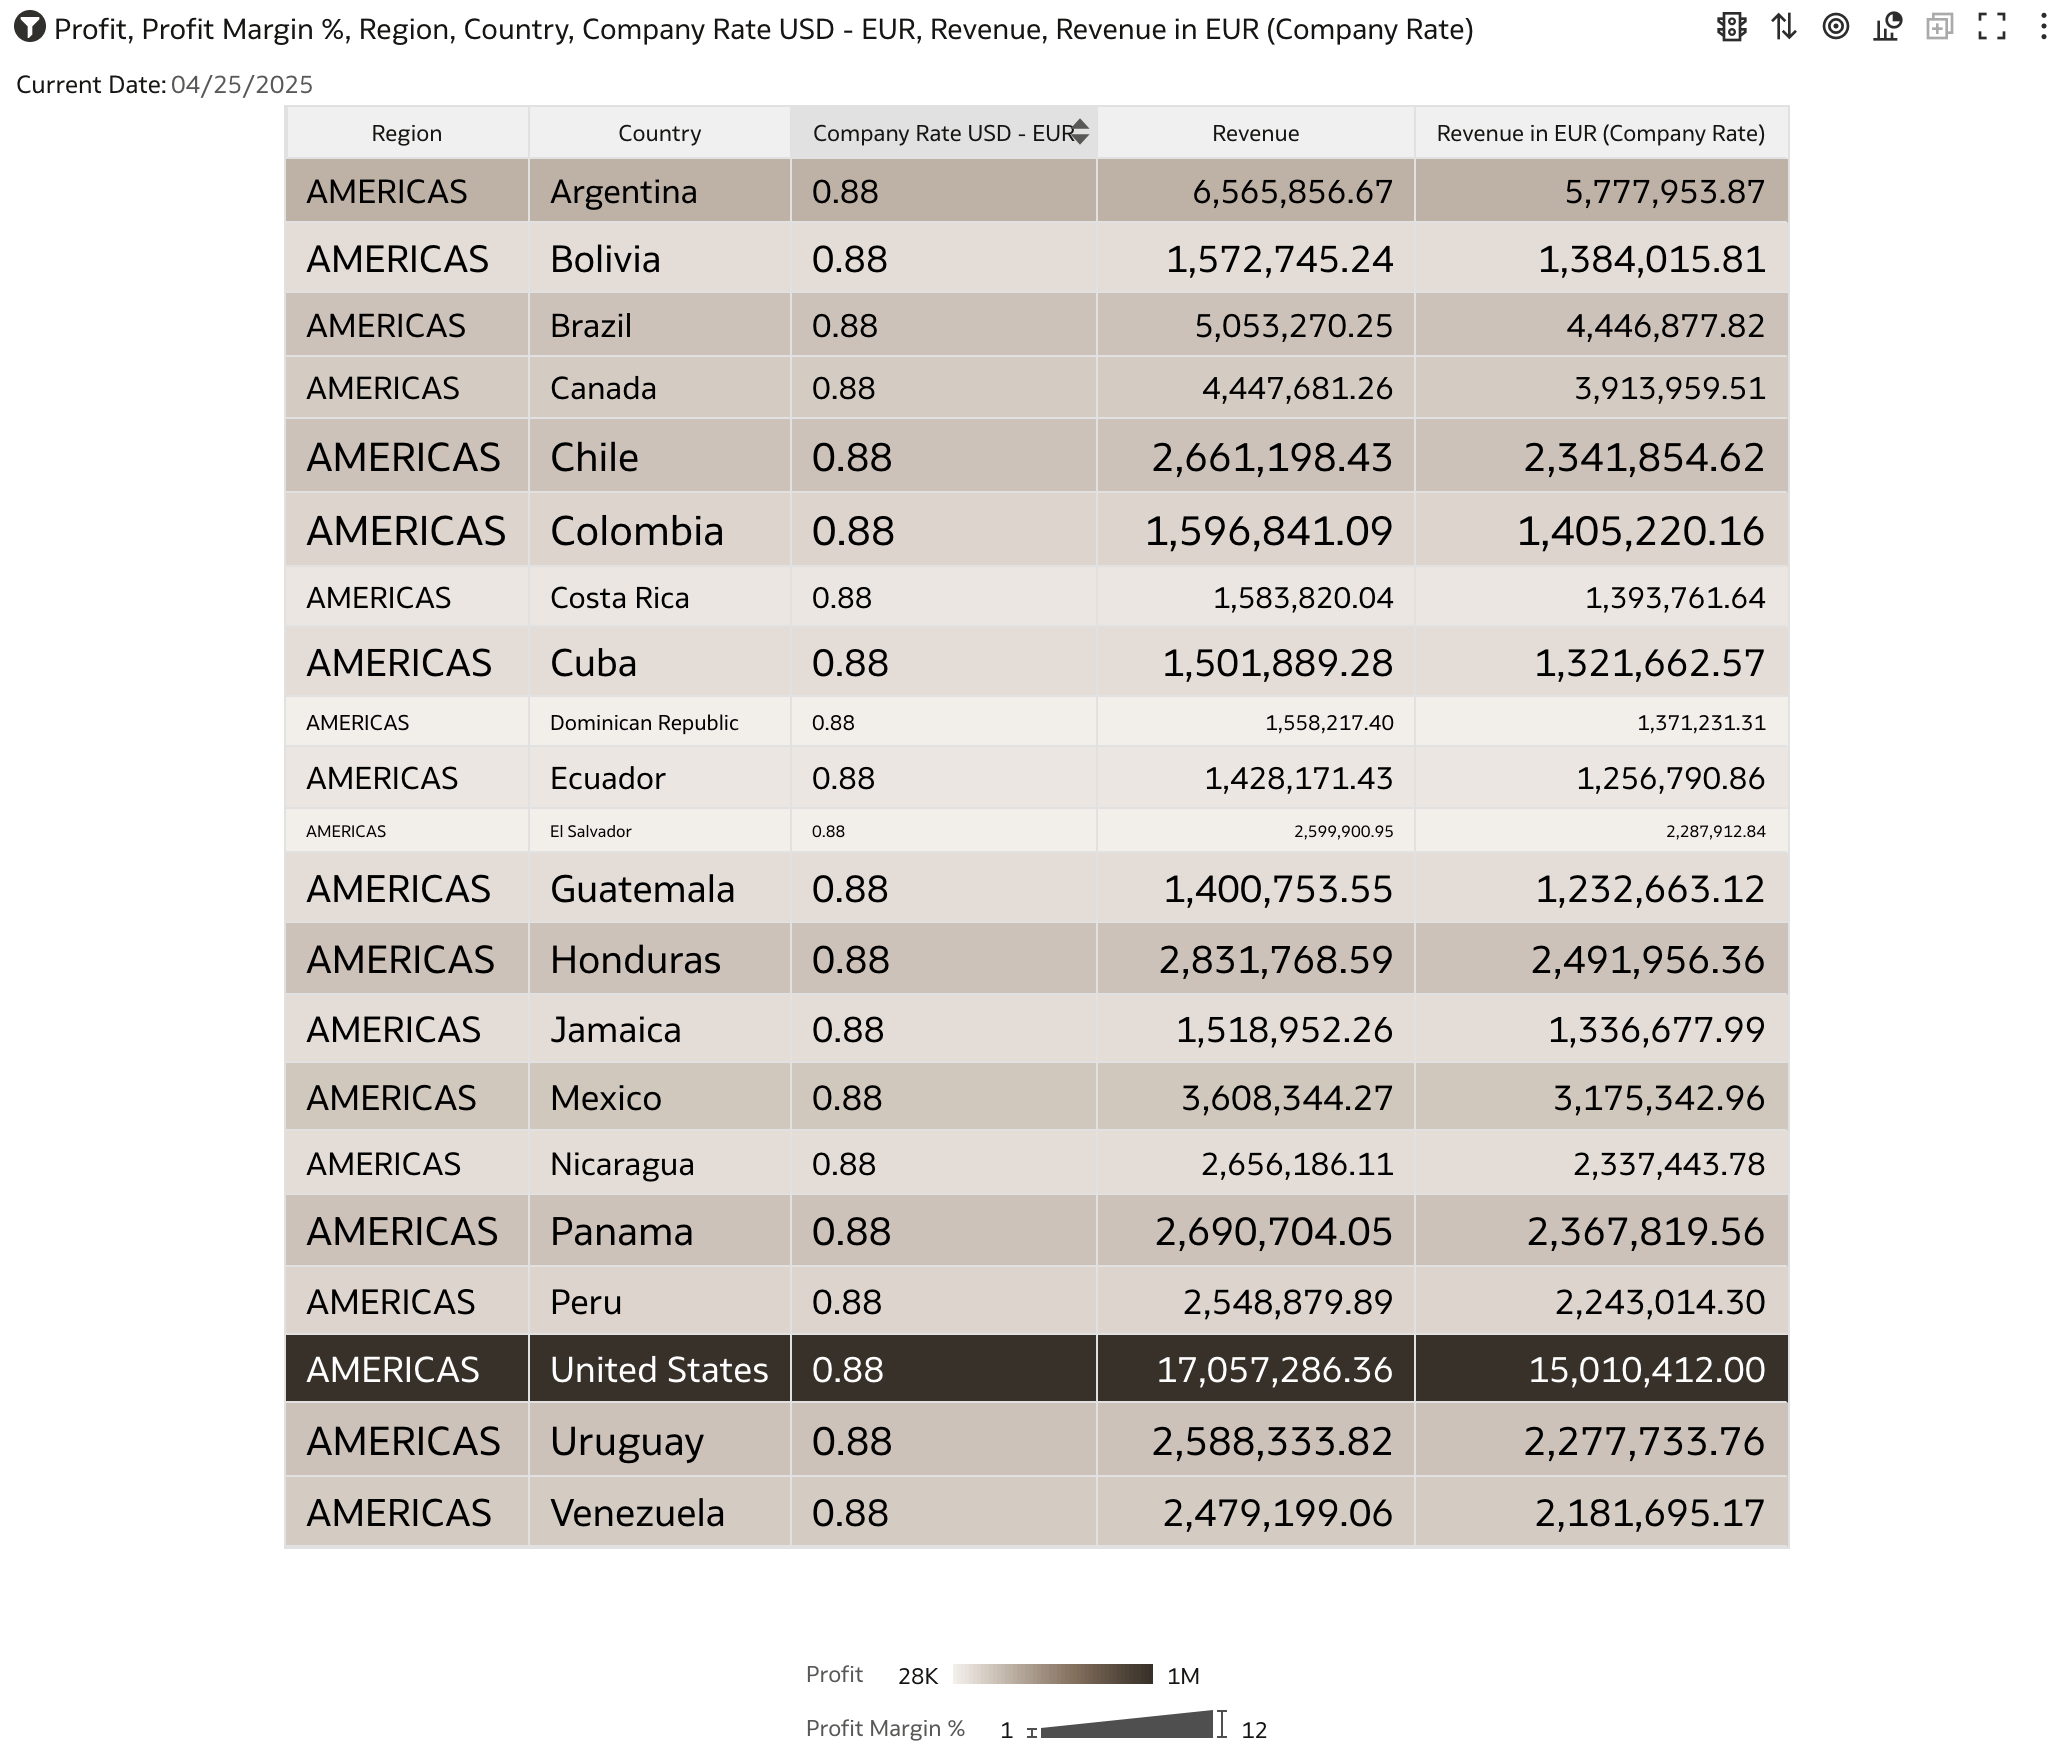 Profit, Profit Margin %, Region, Country, Company Rate USD - EUR, Revenue, Revenue in EUR (Company Rate)
Current Date: 04/25/2025
Region Country Company Rate USD - EUR Revenue Revenue in EUR (Company Rate)
AMERICAS Argentina 0.88 6,565,856.67 5,777,953.87
AMERICAS Bolivia 0.88 1,572,745.24 1,384,015.81
AMERICAS Brazil 0.88 5,053,270.25 4,446,877.82
AMERICAS Canada 0.88 4,447,681.26 3,913,959.51
AMERICAS Chile 0.88 2,661,198.43 2,341,854.62
AMERICAS Colombia 0.88 1,596,841.09 1,405,220.16
AMERICAS Costa Rica 0.88 1,583,820.04 1,393,761.64
AMERICAS Cuba 0.88 1,501,889.28 1,321,662.57
AMERICAS Dominican Republic 0.88 1,558,217.40 1,371,231.31
AMERICAS Ecuador 0.88 1,428,171.43 1,256,790.86
AMERICAS El Salvador 0.88 2,599,900.95 2,287,912.84
AMERICAS Guatemala 0.88 1,400,753.55 1,232,663.12
AMERICAS Honduras 0.88 2,831,768.59 2,491,956.36
AMERICAS Jamaica 0.88 1,518,952.26 1,336,677.99
AMERICAS Mexico 0.88 3,608,344.27 3,175,342.96
AMERICAS Nicaragua 0.88 2,656,186.11 2,337,443.78
AMERICAS Panama 0.88 2,690,704.05 2,367,819.56
AMERICAS Peru 0.88 2,548,879.89 2,243,014.30
AMERICAS United States 0.88 17,057,286.36 15,010,412.00
AMERICAS Uruguay 0.88 2,588,333.82 2,277,733.76
AMERICAS Venezuela 0.88 2,479,199.06 2,181,695.17
Profit 28K 1M
Profit Margin % 1 12